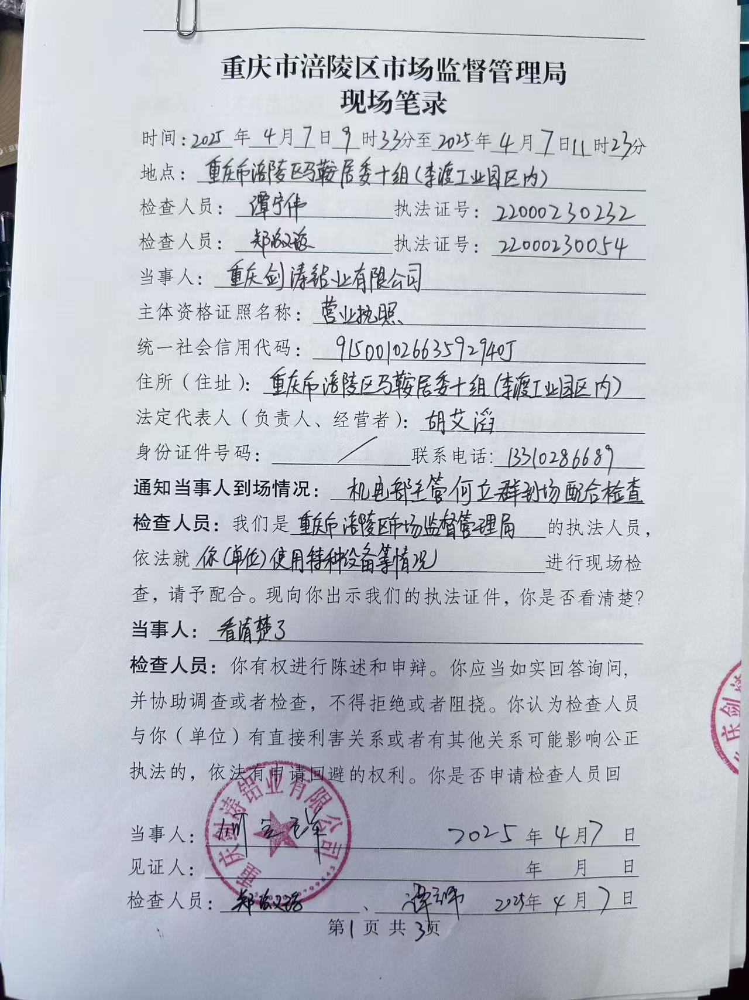 重庆市涪陵区市场监督管理局
现场笔录
时间:2025年4月7日9时33分至2025年4月7日11时23分
地点:重庆市涪陵区马鞍居委十组(李渡工业园区内)
检查人员:谭宁伟 执法证号:22000230232
检查人员:郑 执法证号:22000230054
当事人:重庆剑涛铝业有限公司
主体资格证照名称:营业执照
统一社会信用代码:91500102663592940J
住所(住址):重庆市涪陵区马鞍居委十组(李渡工业园区内)
法定代表人(负责人、经营者):胡艾滔
身份证件号码:/ 联系电话:13310286689
通知当事人到场情况:机电部主管何立群到场配合检查
检查人员:我们是重庆市涪陵区市场监督管理局的执法人员,
依法就你(单位)使用特种设备等情况进行现场检
查,请予配合。现向你出示我们的执法证件,你是否看清楚?
当事人:看清楚了
检查人员:你有权进行陈述和申辩。你应当如实回答询问,
并协助调查或者检查,不得拒绝或者阻挠。你认为检查人员
与你(单位)有直接利害关系或者有其他关系可能影响公正
执法的,依法有申请回避的权利。你是否申请检查人员回
重庆剑涛铝业有限公司
当事人:何立群 2025年4月7日
见证人: 年 月 日
检查人员:郑 、谭宁伟 2025年4月7日
第1页共3页
庆剑涛